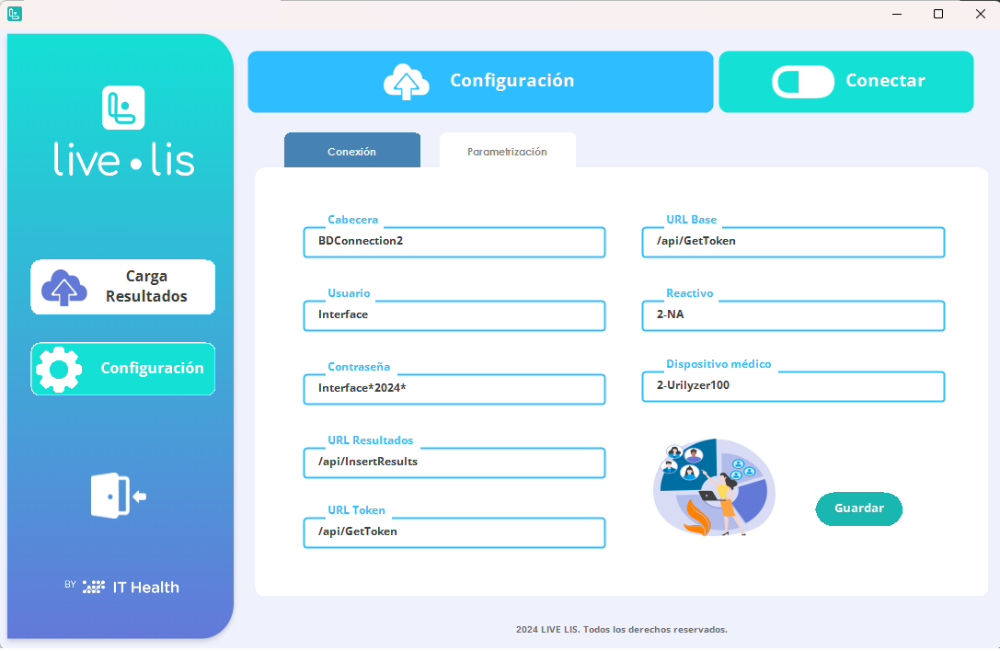 live lis
Carga
Resultados
Configuración
BY IT Health
Configuración
Conectar
Conexión
Parametrización
Cabecera
BDConnection2
Usuario
Interface
Contraseña
Interface*2024*
URL Resultados
/api/InsertResults
URL Token
/api/GetToken
URL Base
/api/GetToken
Reactivo
2-NA
Dispositivo médico
2-Urilyzer100
Guardar
2024 LIVE LIS. Todos los derechos reservados.